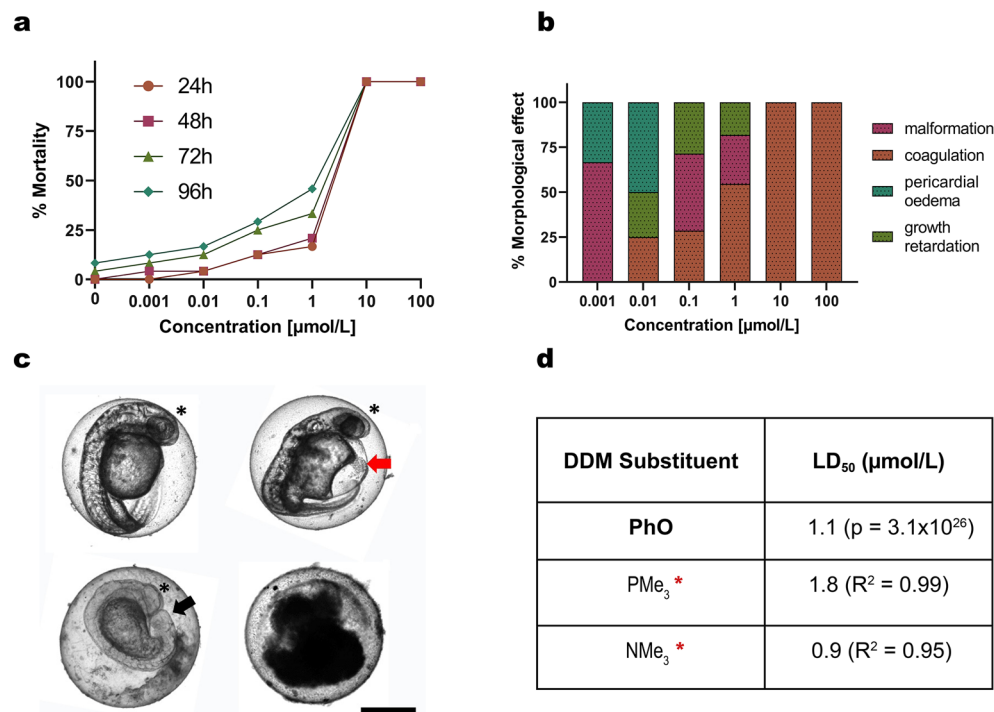 a
% Mortality
100
75
50
25
0
24h
48h
72h
96h
0 0.001 0.01 0.1 1 10 100
Concentration [µmol/L]
b
% Morphological effect
100
75
50
25
0
0.001 0.01 0.1 1 10 100
Concentration [µmol/L]
malformation
coagulation
pericardial
oedema
growth
retardation
c
*
*
*
d
DDM Substituent LD₅₀ (µmol/L)
PhO 1.1 (p = 3.1x10²⁶)
PMe₃ * 1.8 (R² = 0.99)
NMe₃ * 0.9 (R² = 0.95)